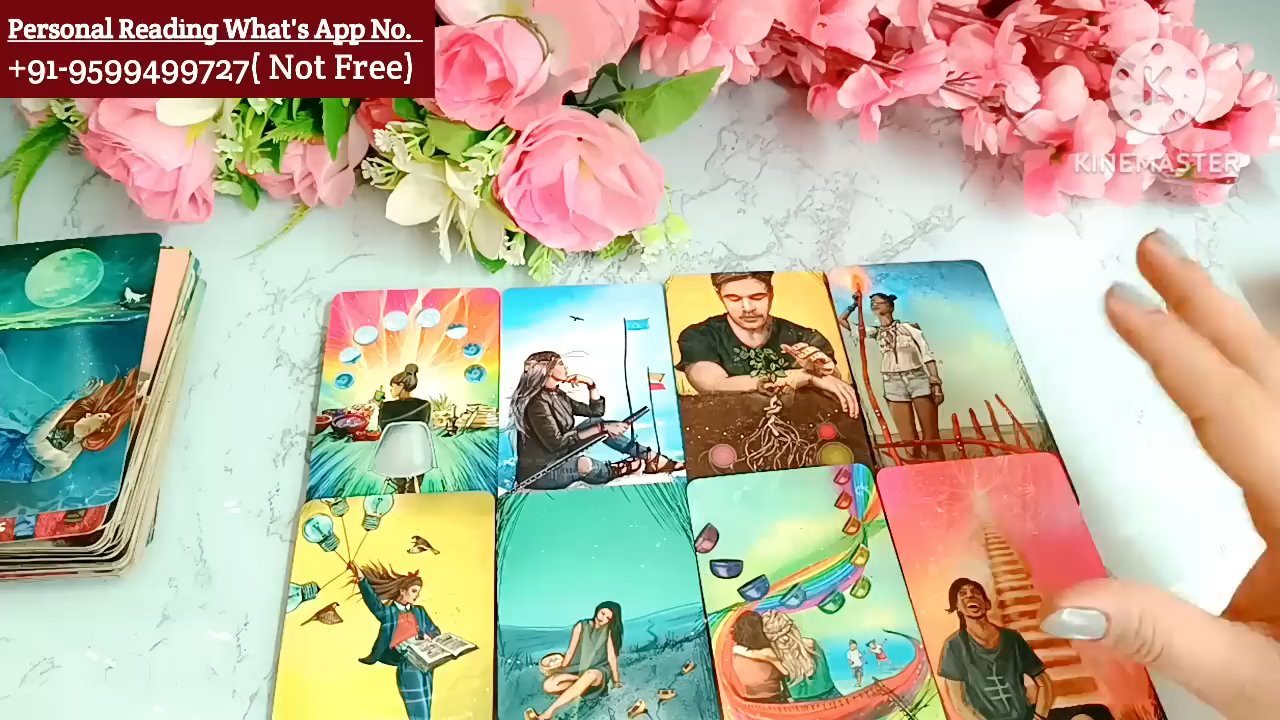 Personal Reading What's App No.
+91-9599499727( Not Free)
K
KINEMASTER